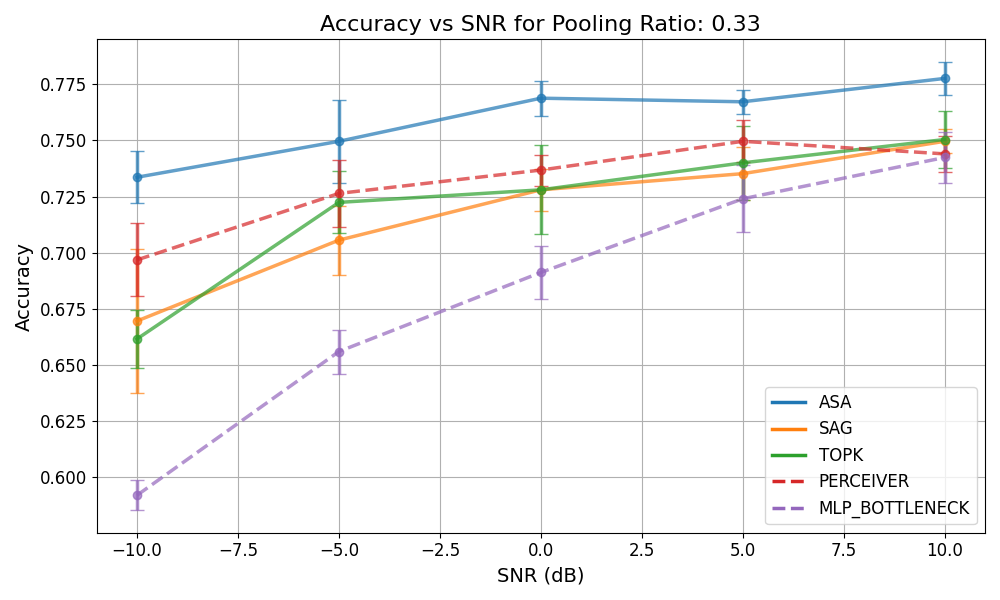 Accuracy vs SNR for Pooling Ratio: 0.33
Accuracy
0.775
0.750
0.725
0.700
0.675
0.650
0.625
0.600
ASA
SAG
TOPK
PERCEIVER
MLP_BOTTLENECK
−10.0 −7.5 −5.0 −2.5 0.0 2.5 5.0 7.5 10.0
SNR (dB)